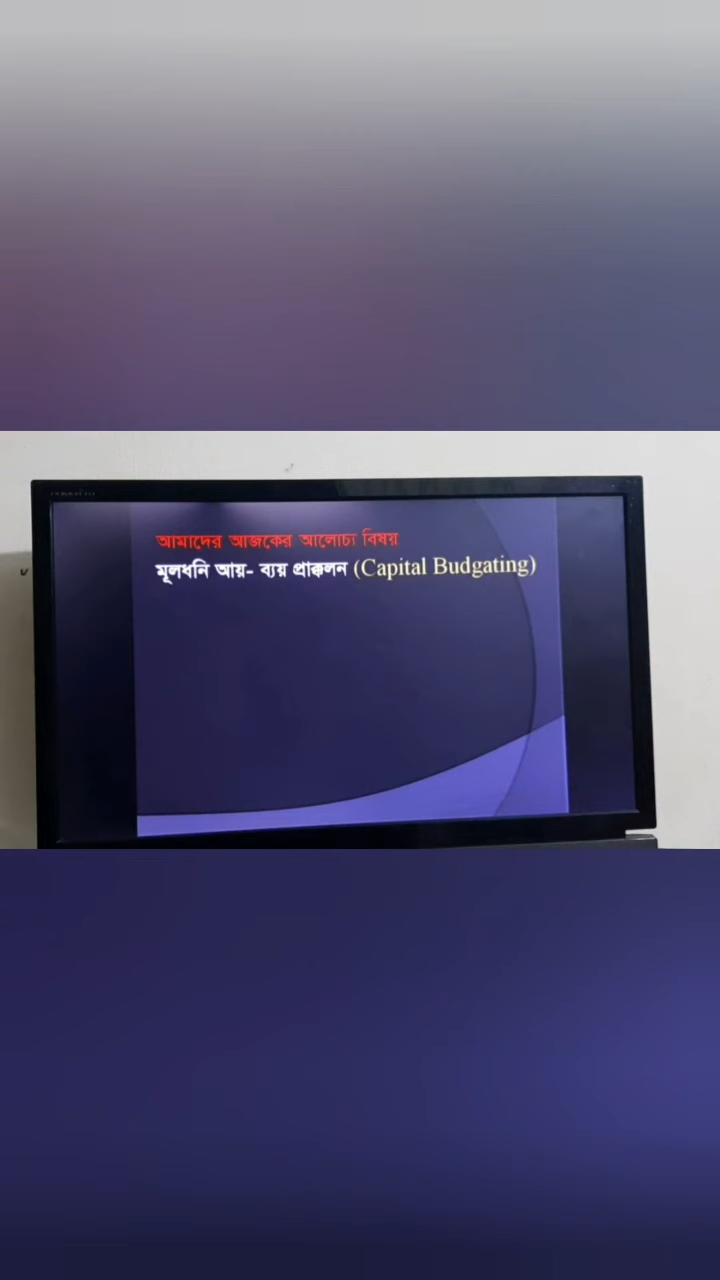 আমাদের আজকের আলোচ্য বিষয়
মূলধনি আয়- ব্যয় প্রাক্কলন (Capital Budgating)